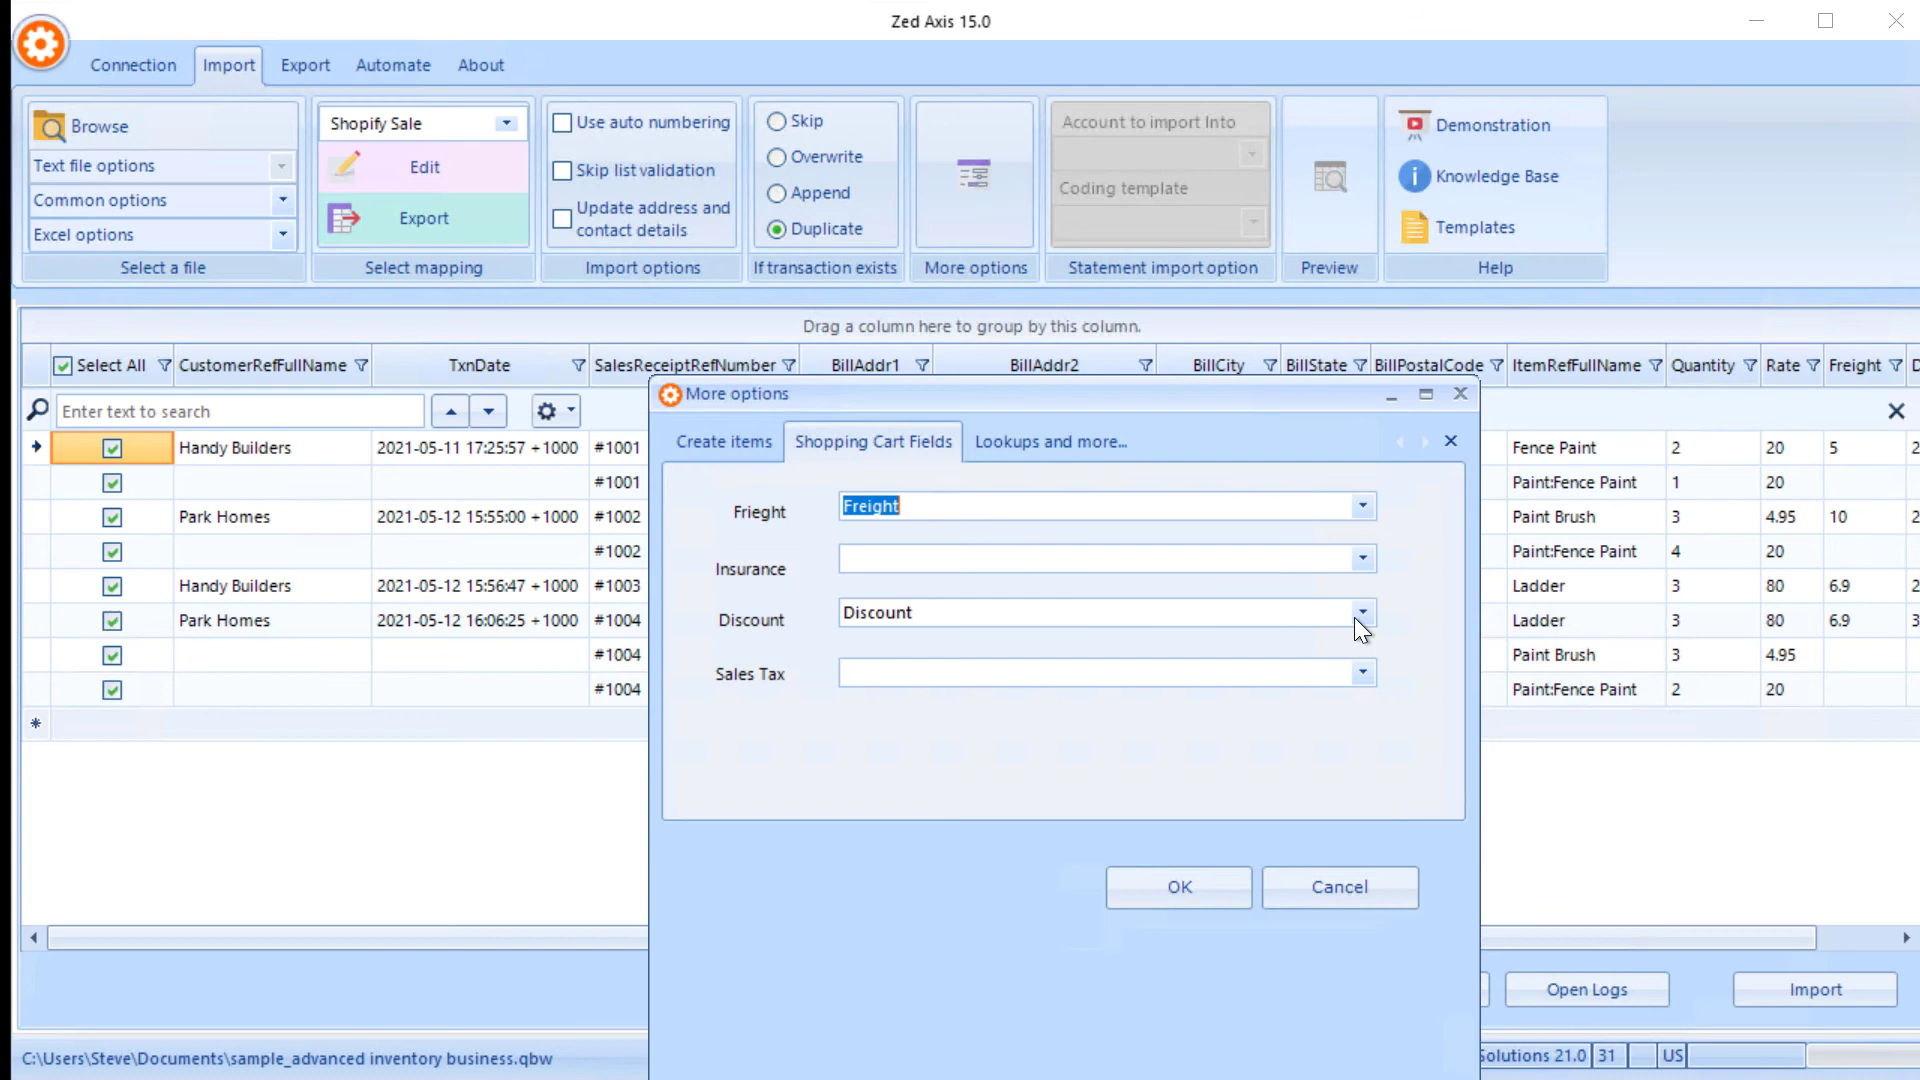 Zed Axis 15.0
Connection Import Export Automate About
Browse
Text file options
Common options
Excel options
Select a file
Shopify Sale
Edit
Export
Select mapping
Use auto numbering
Skip list validation
Update address and
contact details
Import options
Skip
Overwrite
Append
Duplicate
If transaction exists
More options
Account to import Into
Coding template
Statement import option
Preview
Demonstration
Knowledge Base
Templates
Help
Drag a column here to group by this column.
Select All CustomerRefFullName TxnDate SalesReceiptRefNumber BillAddr1 BillAddr2 BillCity BillState BillPostalCode ItemRefFullName Quantity Rate Freight D
Enter text to search
Handy Builders 2021-05-11 17:25:57 +1000 #1001 Fence Paint 2 20 5 2
#1001 Paint:Fence Paint 1 20
Park Homes 2021-05-12 15:55:00 +1000 #1002 Paint Brush 3 4.95 10 2
#1002 Paint:Fence Paint 4 20
Handy Builders 2021-05-12 15:56:47 +1000 #1003 Ladder 3 80 6.9 2
Park Homes 2021-05-12 16:06:25 +1000 #1004 Ladder 3 80 6.9 3
#1004 Paint Brush 3 4.95
#1004 Paint:Fence Paint 2 20
More options
Create items Shopping Cart Fields Lookups and more...
Frieght Freight
Insurance
Discount Discount
Sales Tax
OK Cancel
Open Logs Import
C:\Users\Steve\Documents\sample_advanced inventory business.qbw
Solutions 21.0 31 US